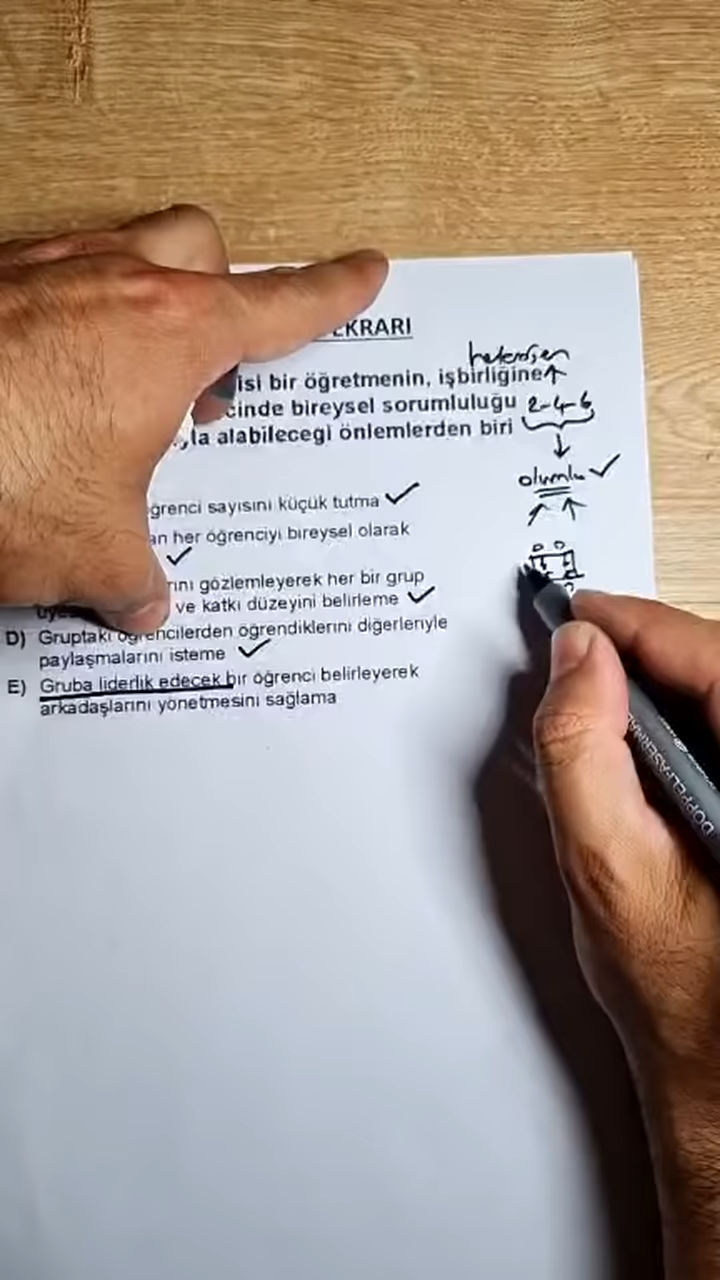 EKRARI
heterojen
isi bir öğretmenin, işbirliğine
cinde bireysel sorumluluğu 2-4-6
la alabileceği önlemlerden biri
olumlu
ğrenci sayısını küçük tutma
an her öğrenciyi bireysel olarak
rını gözlemleyerek her bir grup
ve katkı düzeyini belirleme
D) Gruptaki öğrencilerden öğrendiklerini diğerleriyle
paylaşmalarını isteme
E) Gruba liderlik edecek bir öğrenci belirleyerek
arkadaşlarını yönetmesini sağlama